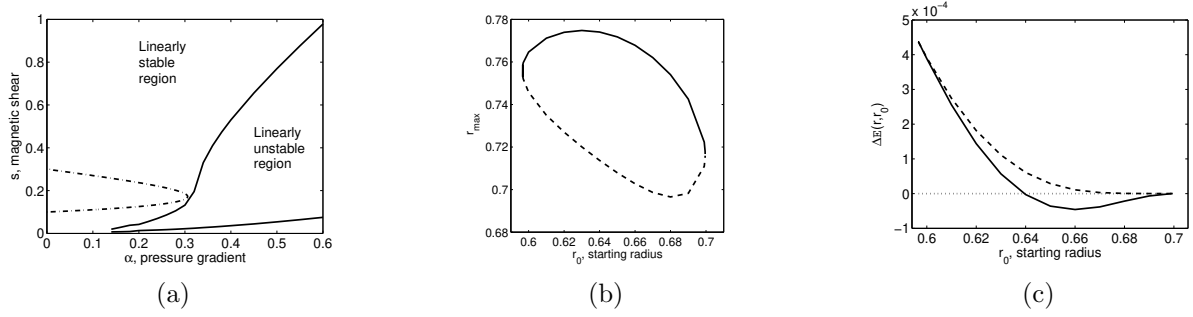 1
0.8
0.6
0.4
0.2
0
s, magnetic shear
Linearly
stable
region
Linearly
unstable
region
0 0.1 0.2 0.3 0.4 0.5 0.6
α, pressure gradient
(a)
0.78
0.76
0.74
0.72
0.7
0.68
r_max
0.6 0.62 0.64 0.66 0.68 0.7
r_0, starting radius
(b)
x 10^-4
5
4
3
2
1
0
−1
ΔE(r,r_0)
0.6 0.62 0.64 0.66 0.68 0.7
r_0, starting radius
(c)